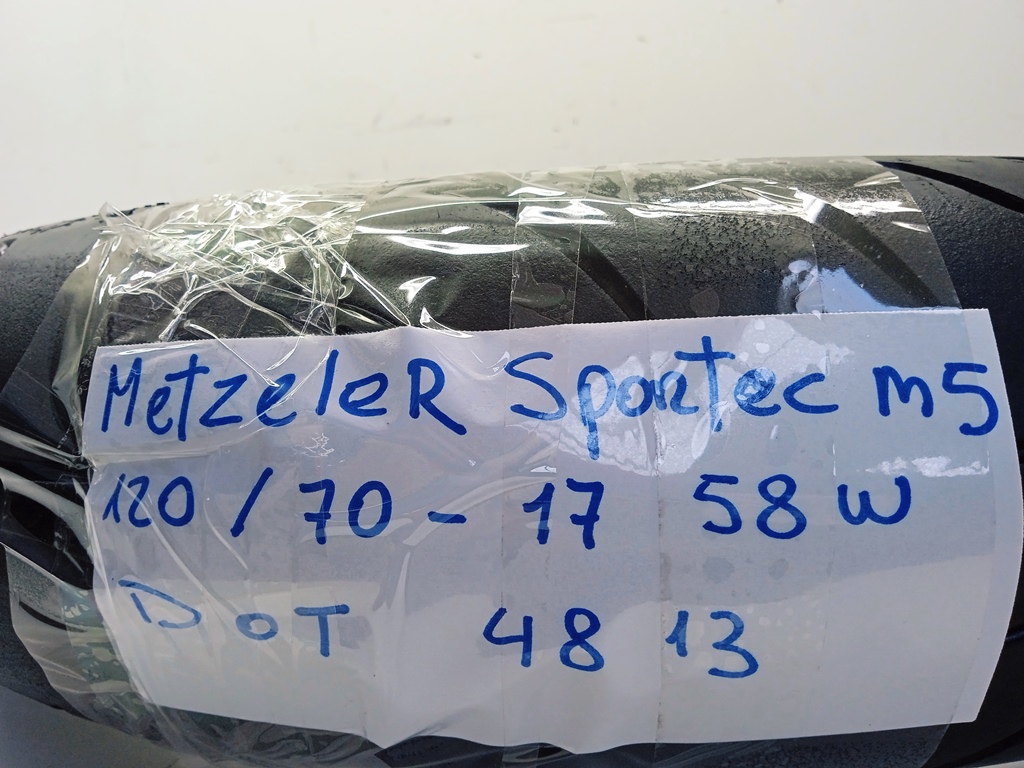 MetzeleR Sportec m5
120 / 70 - 17 58 W
DoT 48 13